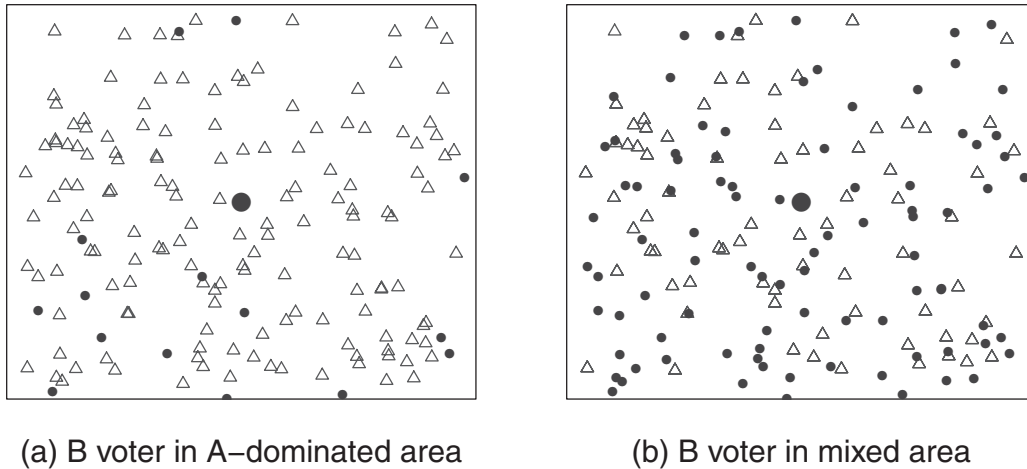 (a) B voter in A−dominated area
(b) B voter in mixed area